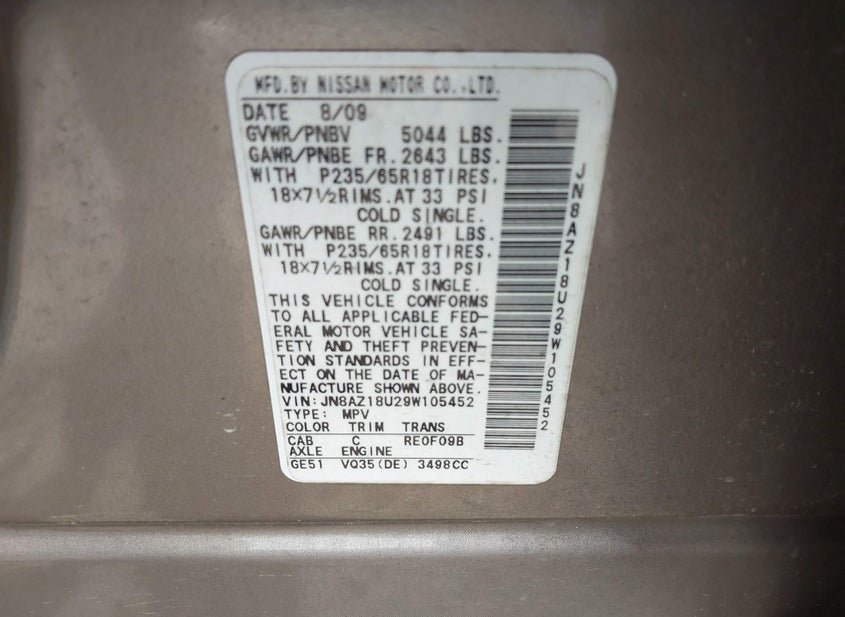 MFD.BY NISSAN MOTOR CO.,LTD.
DATE 8/09
GVWR/PNBV 5044 LBS.
GAWR/PNBE FR. 2643 LBS.
WITH P235/65R18TIRES.
18×7½RIMS.AT 33 PSI
COLD SINGLE.
GAWR/PNBE RR. 2491 LBS.
WITH P235/65R18TIRES.
18×7½RIMS.AT 33 PSI
COLD SINGLE.
THIS VEHICLE CONFORMS
TO ALL APPLICABLE FED-
ERAL MOTOR VEHICLE SA-
FETY AND THEFT PREVEN-
TION STANDARDS IN EFF-
ECT ON THE DATE OF MA-
NUFACTURE SHOWN ABOVE.
VIN: JN8AZ18U29W105452
TYPE: MPV
COLOR TRIM TRANS
CAB C RE0F09B
AXLE ENGINE
GE51 VQ35(DE) 3498CC
JN8AZ18U29W105452